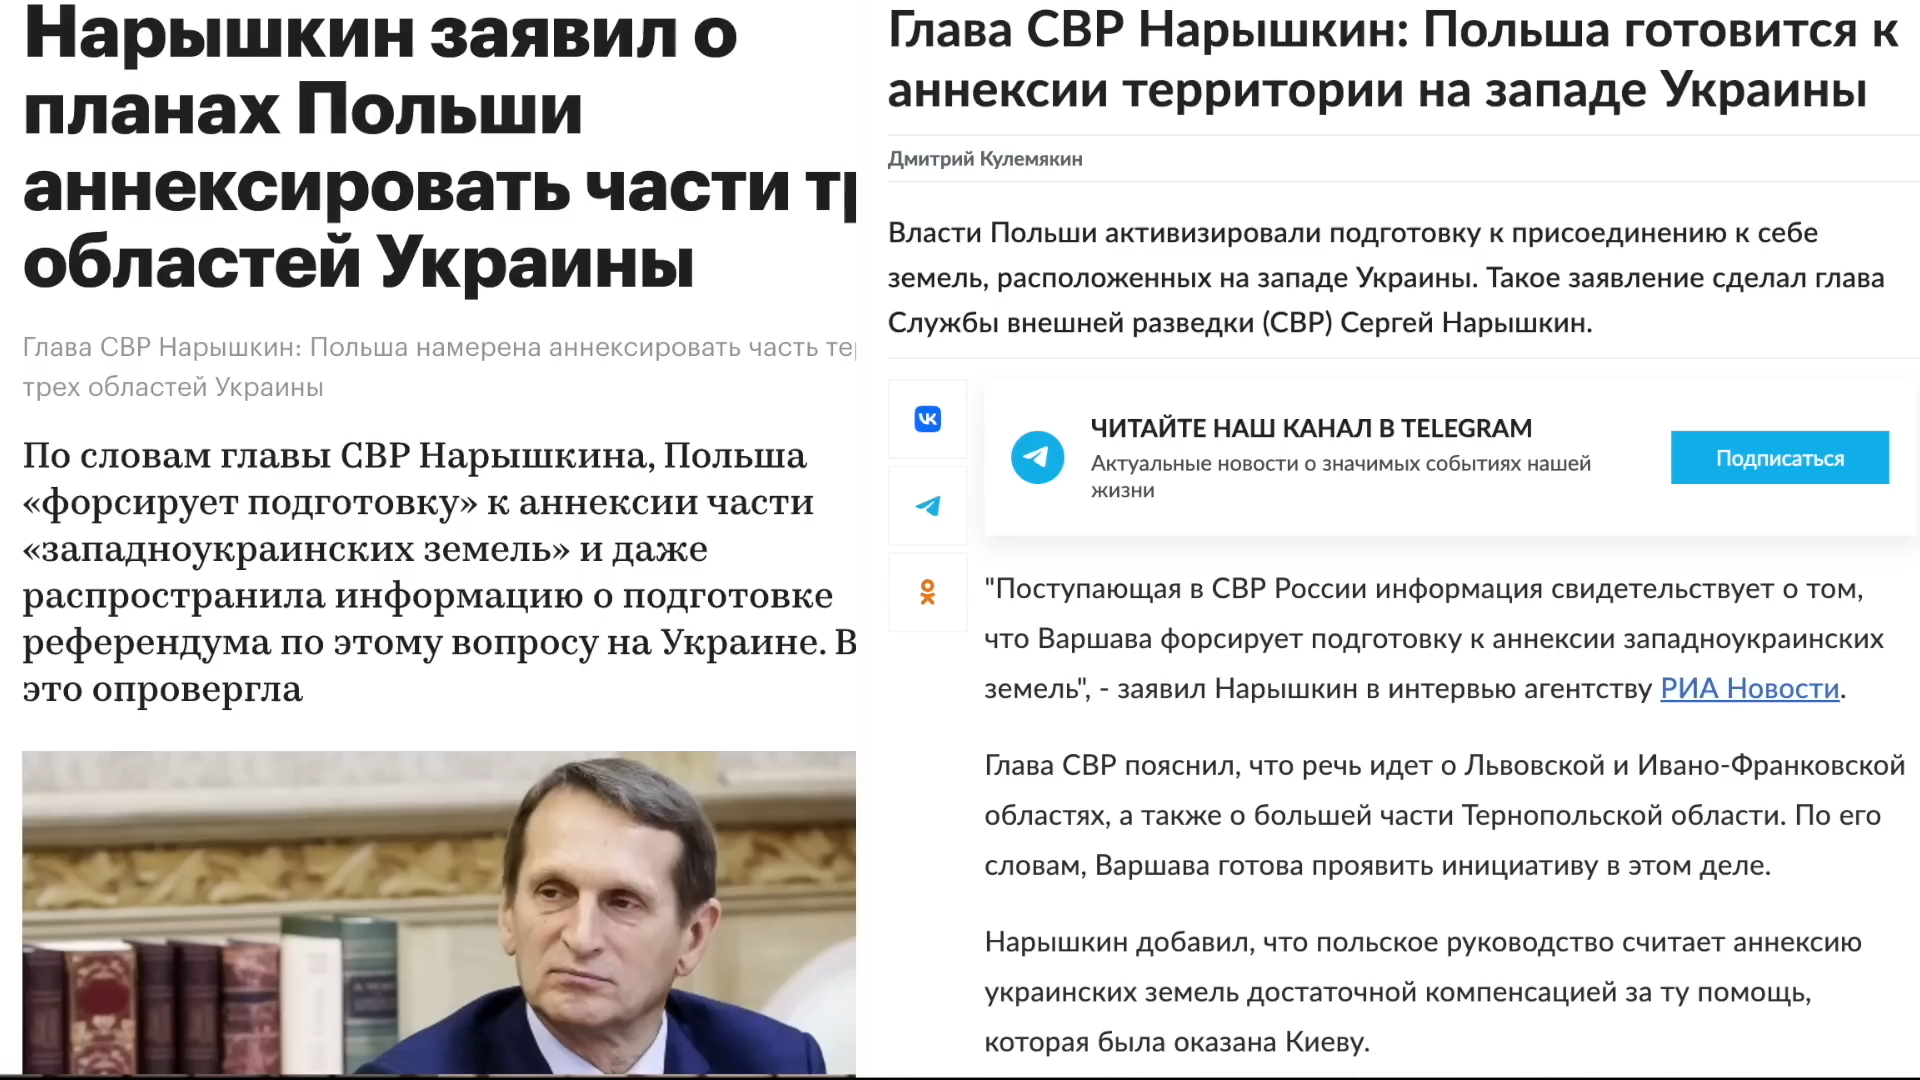 Нарышкин заявил о
планах Польши
аннексировать части
областей Украины
Глава СВР Нарышкин: Польша намерена аннексировать часть
трех областей Украины
По словам главы СВР Нарышкина, Польша
«форсирует подготовку» к аннексии части
«западноукраинских земель» и даже
распространила информацию о подготовке
референдума по этому вопросу на Украине. В
это опровергла
Глава СВР Нарышкин: Польша готовится к
аннексии территории на западе Украины
Дмитрий Кулемякин
Власти Польши активизировали подготовку к присоединению к себе
земель, расположенных на западе Украины. Такое заявление сделал глава
Службы внешней разведки (СВР) Сергей Нарышкин.
ЧИТАЙТЕ НАШ КАНАЛ В TELEGRAM
Актуальные новости о значимых событиях нашей
жизни
Подписаться
"Поступающая в СВР России информация свидетельствует о том,
что Варшава форсирует подготовку к аннексии западноукраинских
земель", - заявил Нарышкин в интервью агентству РИА Новости.
Глава СВР пояснил, что речь идет о Львовской и Ивано-Франковской
областях, а также о большей части Тернопольской области. По его
словам, Варшава готова проявить инициативу в этом деле.
Нарышкин добавил, что польское руководство считает аннексию
украинских земель достаточной компенсацией за ту помощь,
которая была оказана Киеву.